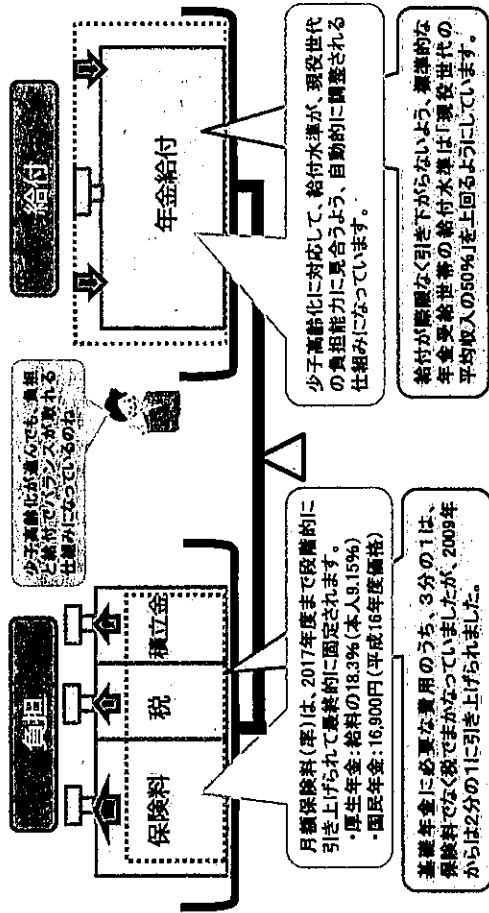 負担
給付
少子高齢化が進んでも、負担
と給付でバランスが取れる
仕組みになっているのね
保険料
税
積立金
年金給付
月額保険料(率)は、2017年度まで段階的に
引き上げられて最終的に固定されます。
・厚生年金:給料の18.3%(本人9.15%)
・国民年金:16,900円(平成16年度価格)
少子高齢化に対応して、給付水準が、現役世代
の負担能力に見合うよう、自動的に調整される
仕組みになっています。
基礎年金に必要な費用のうち、3分の1は、
保険料でなく税でまかなっていましたが、2009年
からは2分の1に引き上げられました。
給付が際限なく引き下がらないよう、標準的な
年金受給世帯の給付水準は「現役世代の
平均収入の50%」を上回るようにしています。